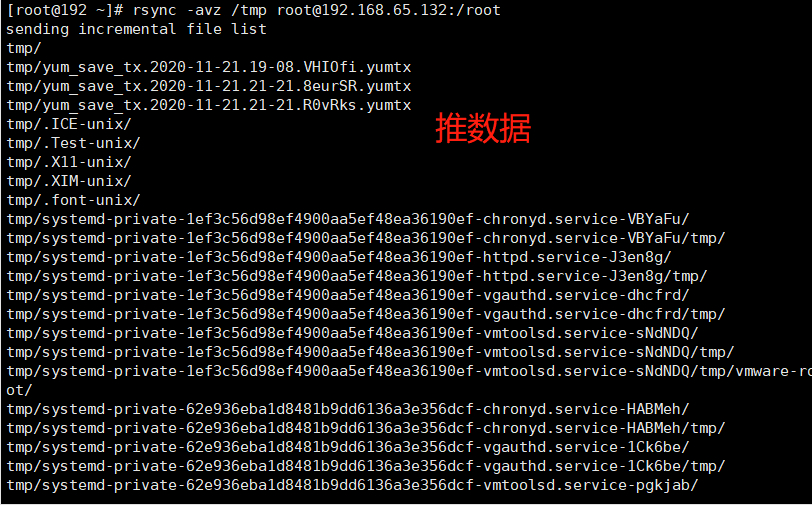 [root@192 ~]# rsync -avz /tmp root@192.168.65.132:/root
sending incremental file list
tmp/
tmp/yum_save_tx.2020-11-21.19-08.VHIOfi.yumtx
tmp/yum_save_tx.2020-11-21.21-21.8eurSR.yumtx
tmp/yum_save_tx.2020-11-21.21-21.R0vRks.yumtx
推数据
tmp/.ICE-unix/
tmp/.Test-unix/
tmp/.X11-unix/
tmp/.XIM-unix/
tmp/.font-unix/
tmp/systemd-private-1ef3c56d98ef4900aa5ef48ea36190ef-chronyd.service-VBYaFu/
tmp/systemd-private-1ef3c56d98ef4900aa5ef48ea36190ef-chronyd.service-VBYaFu/tmp/
tmp/systemd-private-1ef3c56d98ef4900aa5ef48ea36190ef-httpd.service-J3en8g/
tmp/systemd-private-1ef3c56d98ef4900aa5ef48ea36190ef-httpd.service-J3en8g/tmp/
tmp/systemd-private-1ef3c56d98ef4900aa5ef48ea36190ef-vgauthd.service-dhcfrd/
tmp/systemd-private-1ef3c56d98ef4900aa5ef48ea36190ef-vgauthd.service-dhcfrd/tmp/
tmp/systemd-private-1ef3c56d98ef4900aa5ef48ea36190ef-vmtoolsd.service-sNdNDQ/
tmp/systemd-private-1ef3c56d98ef4900aa5ef48ea36190ef-vmtoolsd.service-sNdNDQ/tmp/
tmp/systemd-private-1ef3c56d98ef4900aa5ef48ea36190ef-vmtoolsd.service-sNdNDQ/tmp/vmware-ro
ot/
tmp/systemd-private-62e936eba1d8481b9dd6136a3e356dcf-chronyd.service-HABMeh/
tmp/systemd-private-62e936eba1d8481b9dd6136a3e356dcf-chronyd.service-HABMeh/tmp/
tmp/systemd-private-62e936eba1d8481b9dd6136a3e356dcf-vgauthd.service-1Ck6be/
tmp/systemd-private-62e936eba1d8481b9dd6136a3e356dcf-vgauthd.service-1Ck6be/tmp/
tmp/systemd-private-62e936eba1d8481b9dd6136a3e356dcf-vmtoolsd.service-pgkjab/